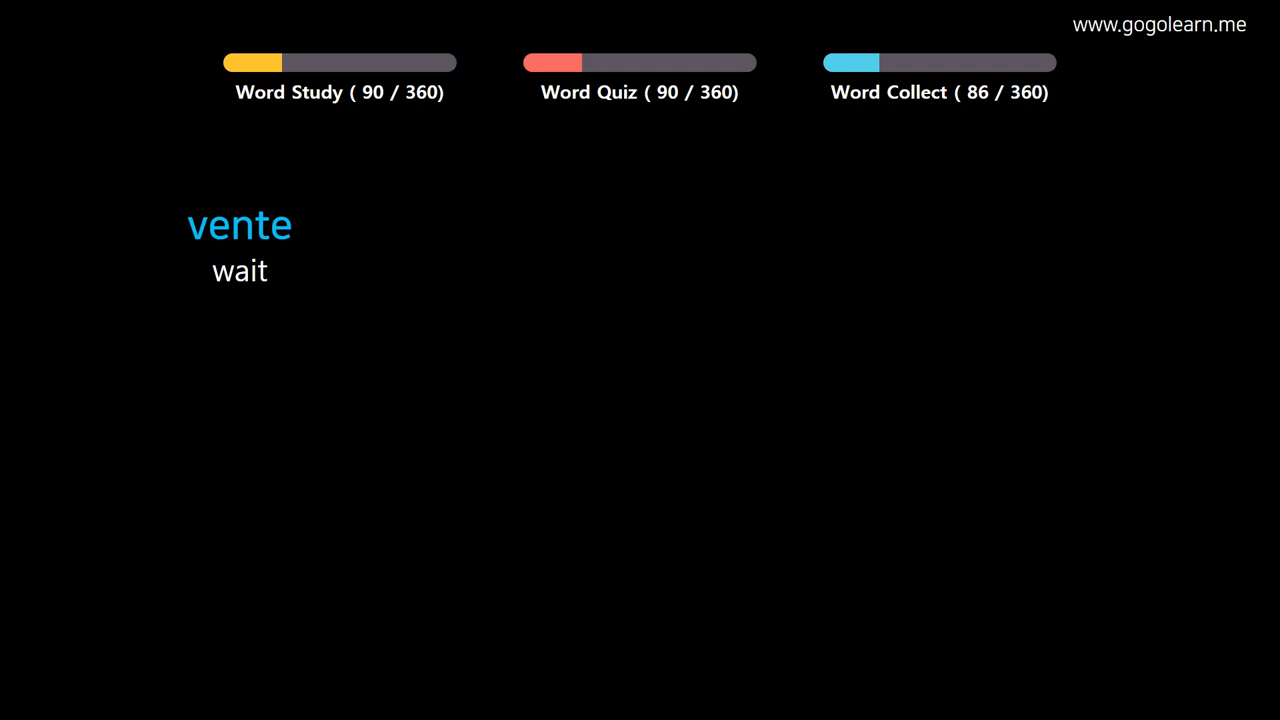 www.gogolearn.me
Word Study ( 90 / 360)
Word Quiz ( 90 / 360)
Word Collect ( 86 / 360)
vente
wait